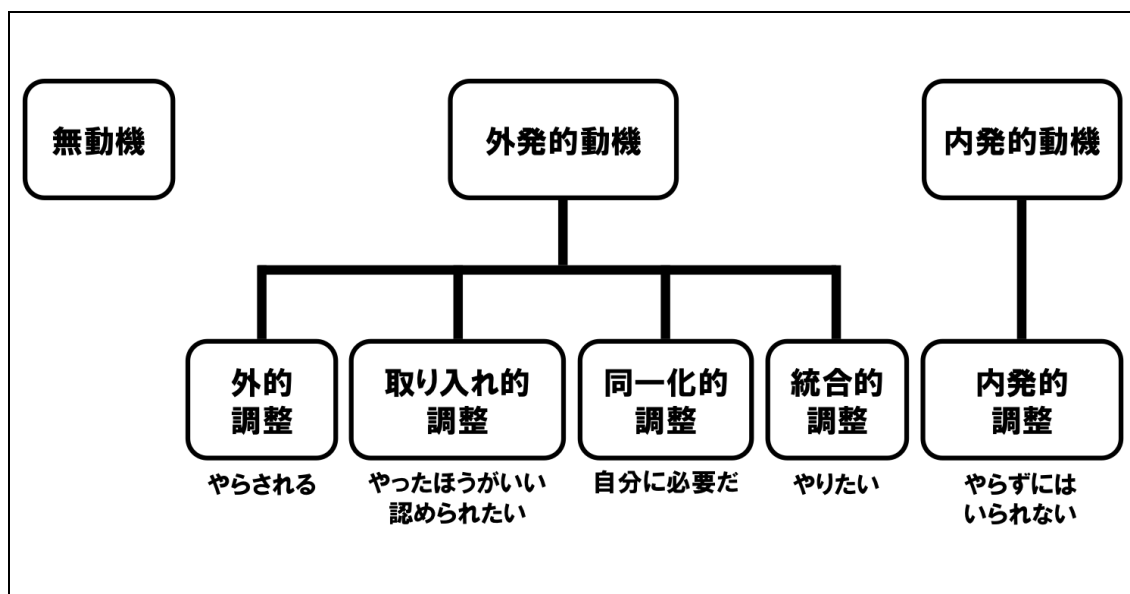 無動機
外発的動機
内発的動機
外的
調整
取り入れ的
調整
同一化的
調整
統合的
調整
内発的
調整
やらされる
やったほうがいい
認められたい
自分に必要だ
やりたい
やらずには
いられない